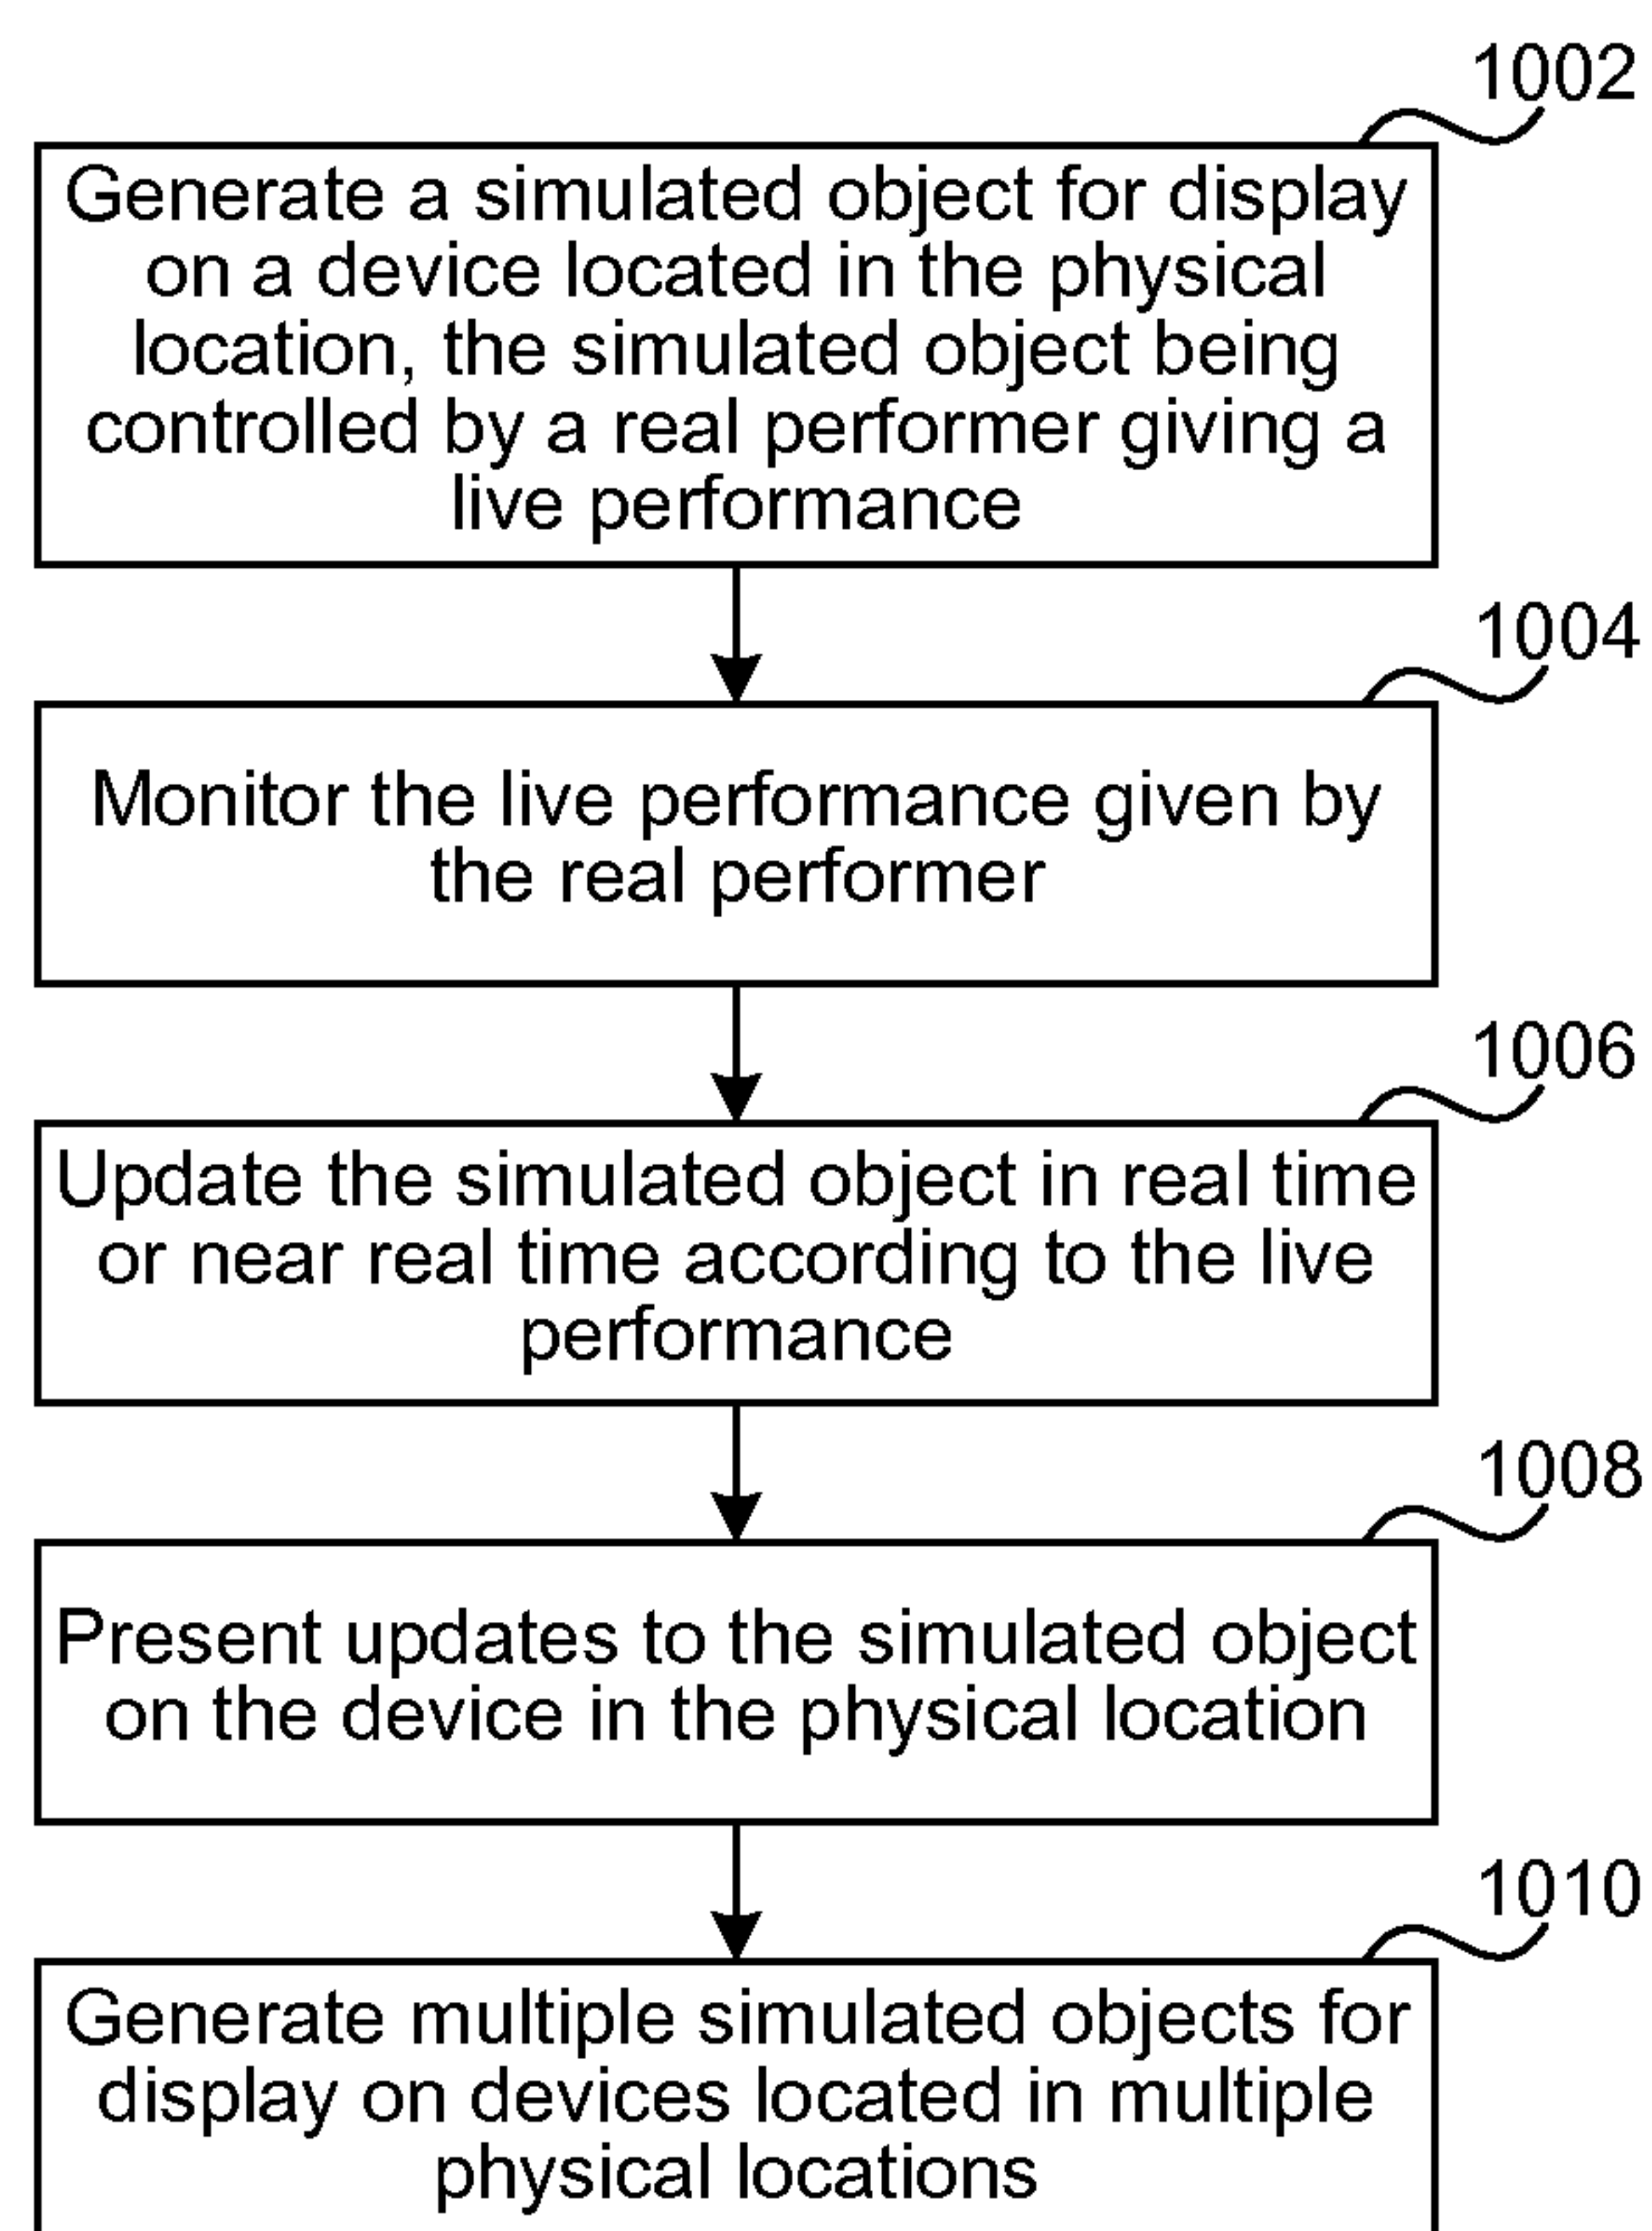 1002
Generate a simulated object for display
on a device located in the physical
location, the simulated object being
controlled by a real performer giving a
live performance
1004
Monitor the live performance given by
the real performer
1006
Update the simulated object in real time
or near real time according to the live
performance
1008
Present updates to the simulated object
on the device in the physical location
1010
Generate multiple simulated objects for
display on devices located in multiple
physical locations